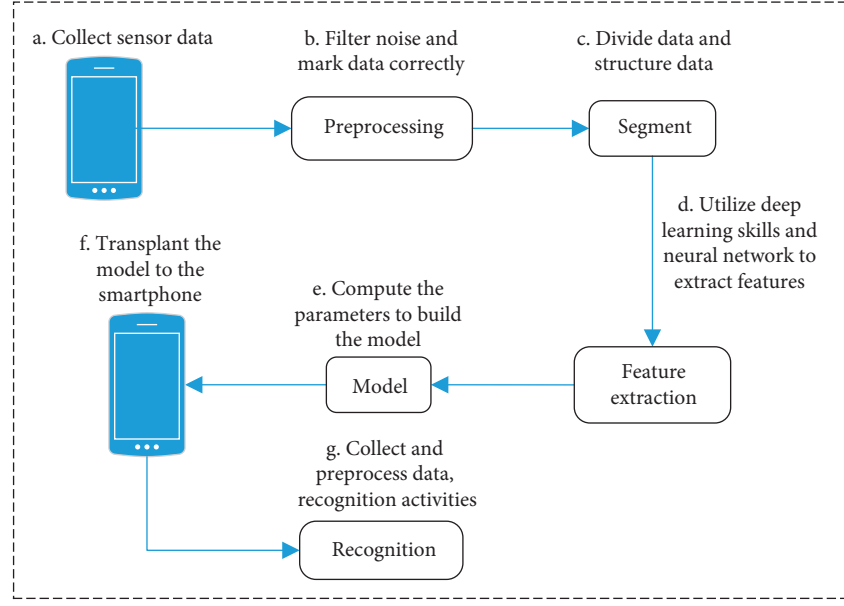 a. Collect sensor data
b. Filter noise and
mark data correctly
c. Divide data and
structure data
Preprocessing
Segment
d. Utilize deep
learning skills and
neural network to
extract features
f. Transplant the
model to the
smartphone
e. Compute the
parameters to build
the model
Feature
extraction
Model
g. Collect and
preprocess data,
recognition activities
Recognition